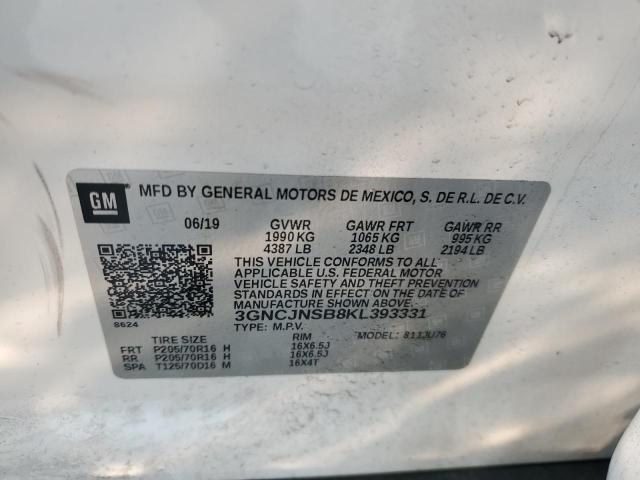 GM MFD BY GENERAL MOTORS DE MEXICO, S. DE R.L. DE C.V.
06/19 GVWR GAWR FRT GAWR RR
1990 KG 1065 KG 995 KG
4387 LB 2348 LB 2194 LB
THIS VEHICLE CONFORMS TO ALL
APPLICABLE U.S. FEDERAL MOTOR
VEHICLE SAFETY, BUMPER, AND THEFT PREVENTION
STANDARDS IN EFFECT ON THE DATE OF
MANUFACTURE SHOWN ABOVE.
3GNCJNSB8KL393331
8624
TYPE: M.P.V. MODEL:
TIRE SIZE RIM
FRT P205/70R16 H 16X6.5J
RR P205/70R16 H 16X6.5J
SPA T125/70D16 M 16X4T